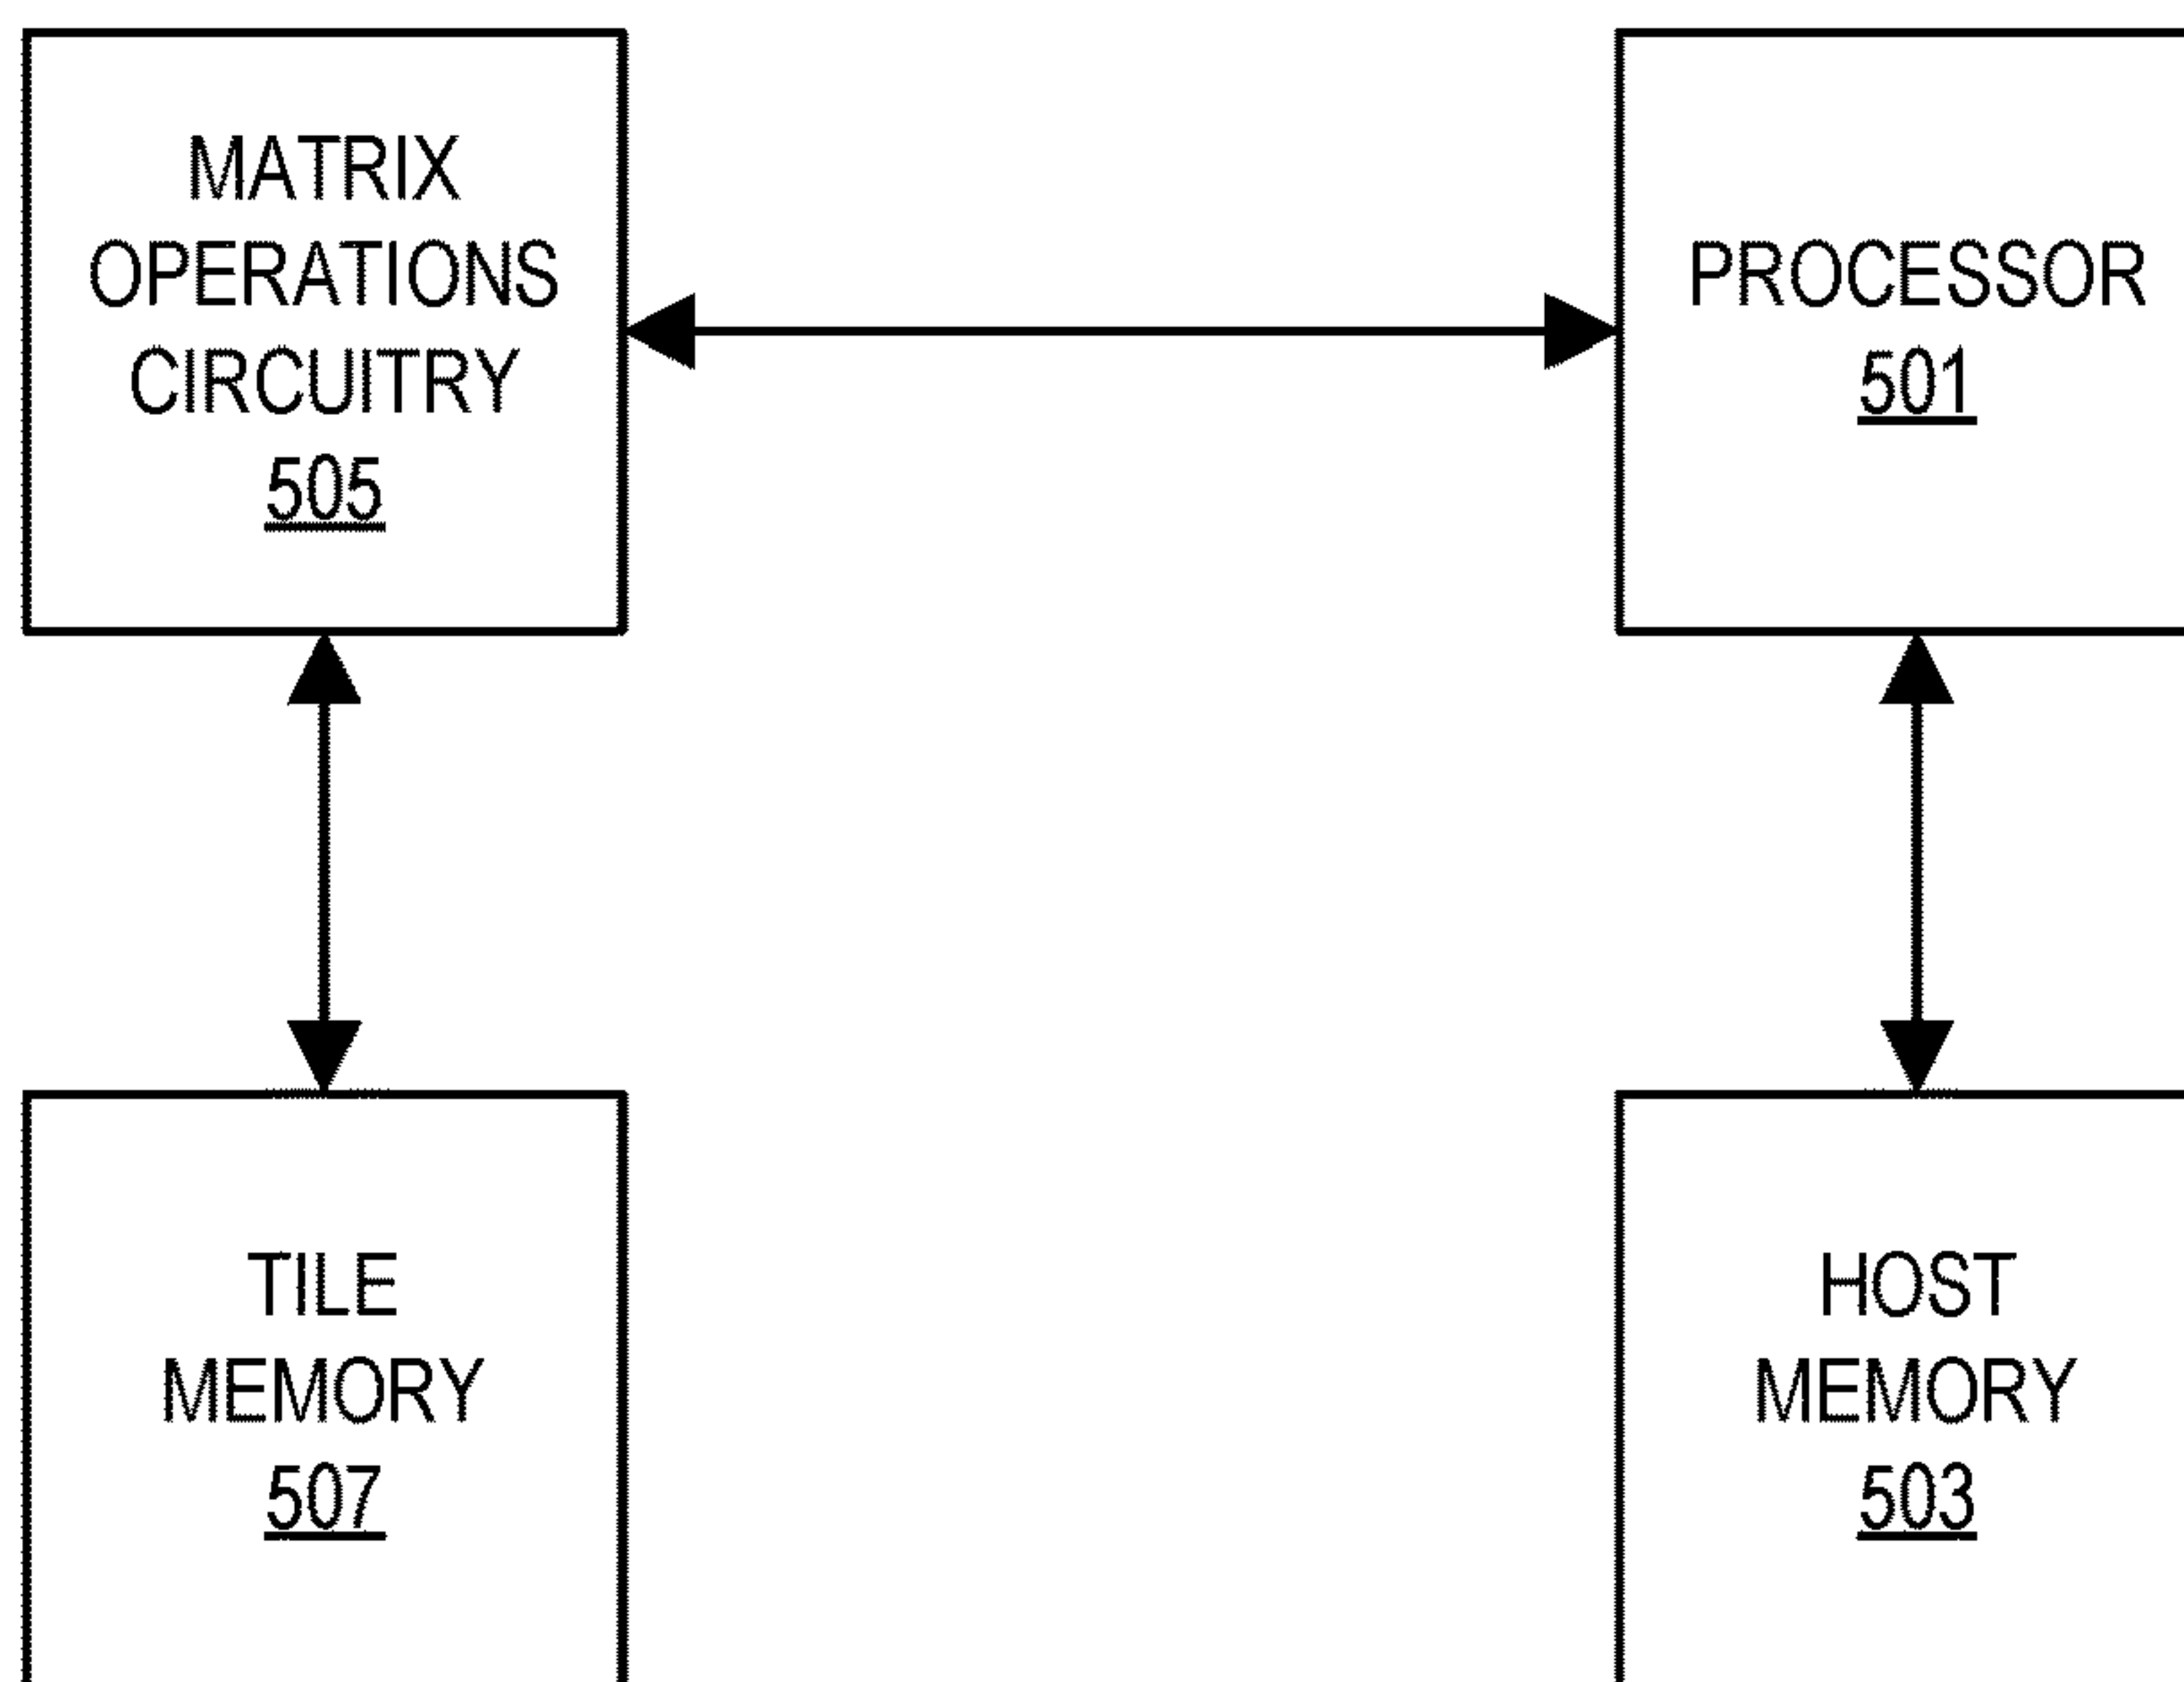 MATRIX
OPERATIONS
CIRCUITRY
505
PROCESSOR
501
TILE
MEMORY
507
HOST
MEMORY
503